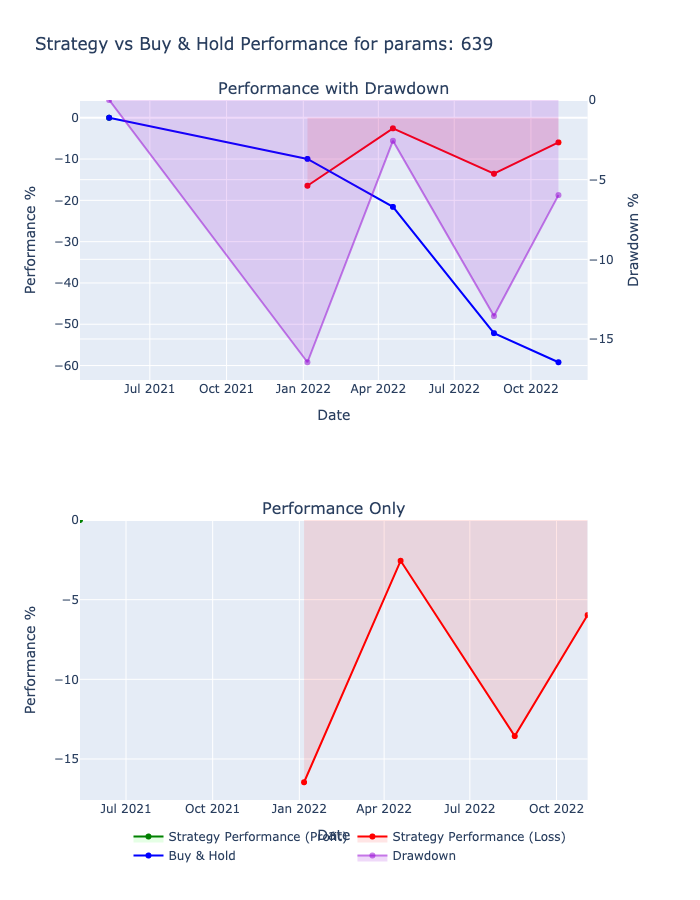 Strategy vs Buy & Hold Performance for params: 639
Performance with Drawdown
0
−10
−20
−30
−40
−50
−60
Performance %
0
−5
−10
−15
Drawdown %
Jul 2021
Oct 2021
Jan 2022
Apr 2022
Jul 2022
Oct 2022
Date
Performance Only
0
−5
−10
−15
Performance %
Jul 2021
Oct 2021
Jan 2022
Apr 2022
Jul 2022
Oct 2022
Date
Strategy Performance (Profit)
Strategy Performance (Loss)
Buy & Hold
Drawdown